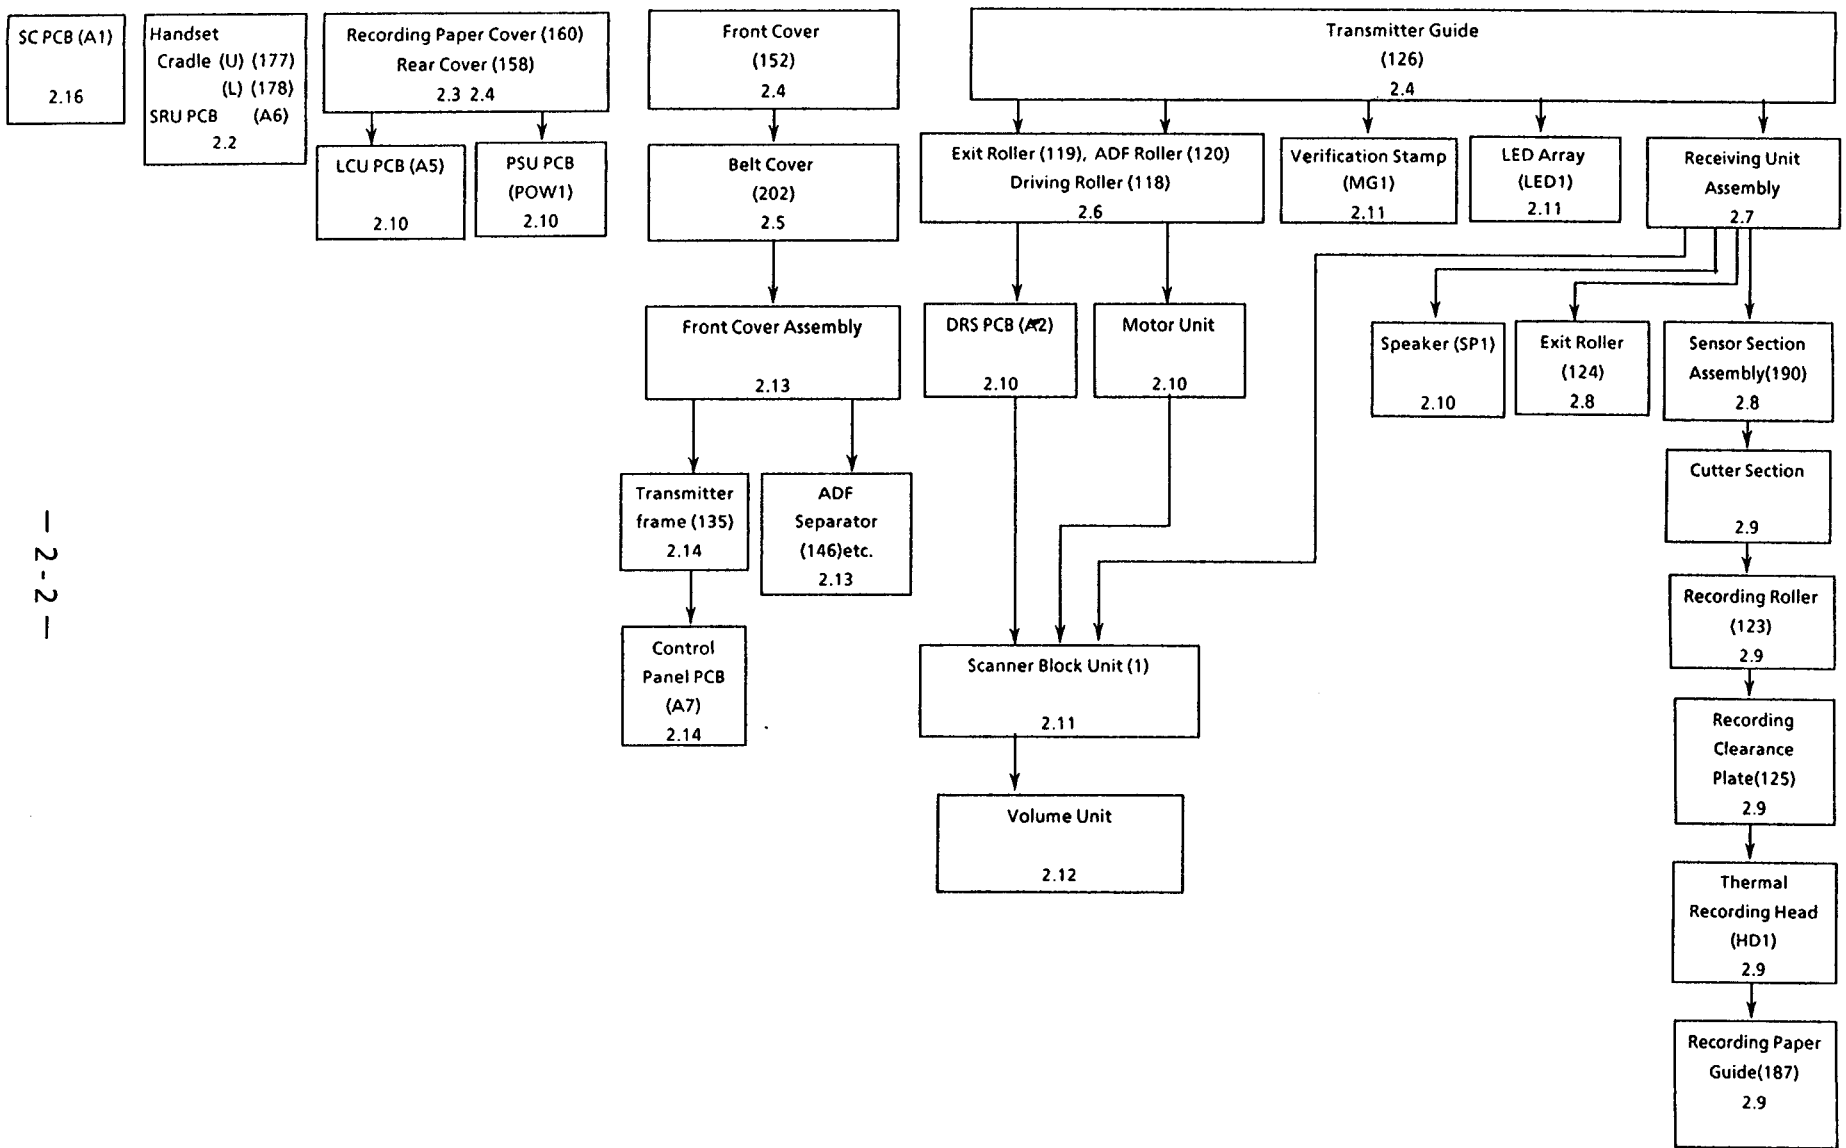 SC PCB (A1)
2.16
Handset
Cradle (U) (177)
(L) (178)
SRU PCB (A6)
2.2
Recording Paper Cover (160)
Rear Cover (158)
2.3 2.4
LCU PCB (A5)
2.10
PSU PCB
(POW1)
2.10
Front Cover
(152)
2.4
Belt Cover
(202)
2.5
Front Cover Assembly
2.13
Transmitter
frame (135)
2.14
ADF
Separator
(146)etc.
2.13
Control
Panel PCB
(A7)
2.14
Transmitter Guide
(126)
2.4
Exit Roller (119), ADF Roller (120)
Driving Roller (118)
2.6
Verification Stamp
(MG1)
2.11
LED Array
(LED1)
2.11
Receiving Unit
Assembly
2.7
DRS PCB (A2)
2.10
Motor Unit
2.10
Speaker (SP1)
2.10
Exit Roller
(124)
2.8
Sensor Section
Assembly(190)
2.8
Cutter Section
2.9
Recording Roller
(123)
2.9
Scanner Block Unit (1)
2.11
Volume Unit
2.12
Recording
Clearance
Plate(125)
2.9
Thermal
Recording Head
(HD1)
2.9
Recording Paper
Guide(187)
2.9
— 2-2 —